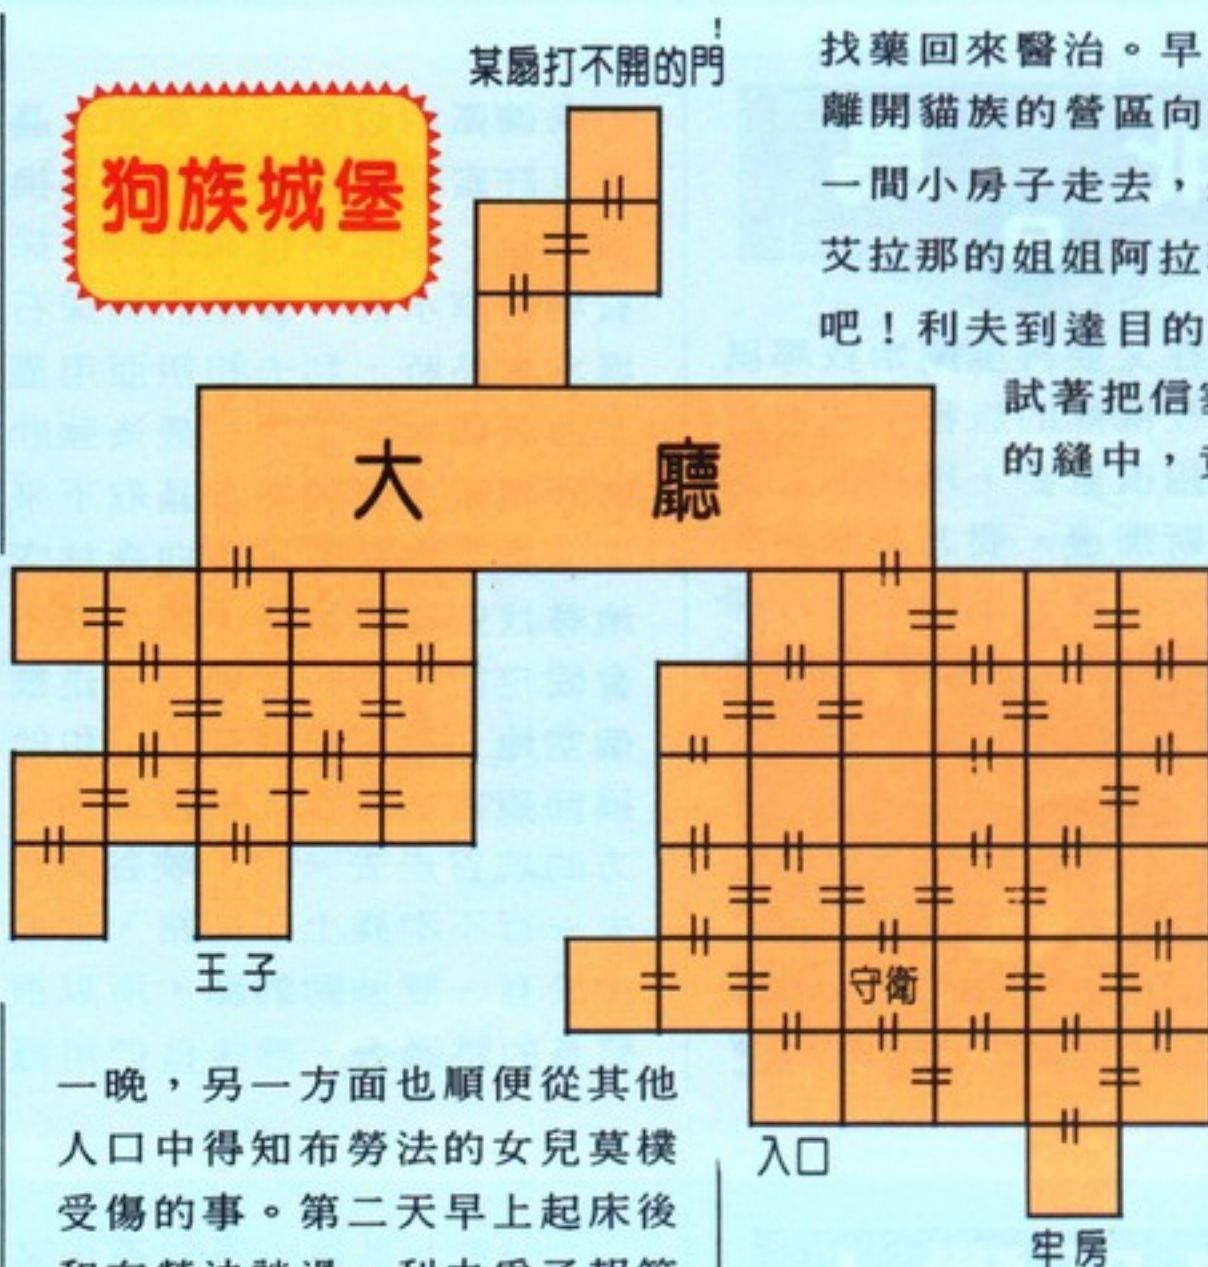 狗族城堡
!
某扇打不開的門
找藥回來醫治。早
離開貓族的營區向
一間小房子走去,
艾拉那的姐姐阿拉
吧!利夫到達目的
試著把信
的縫中,
大廳
王子
守衛
入口
牢房
一晚,另一方面也順便從其他
人口中得知布勞法的女兒莫樸
受傷的事。第二天早上起床後